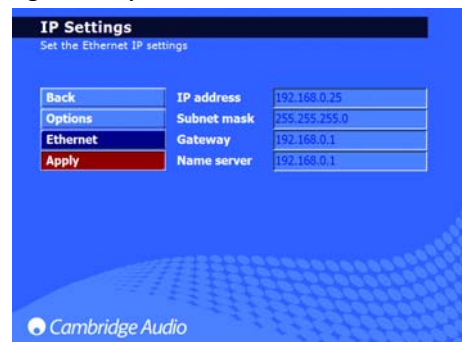 IP Settings
Set the Ethernet IP settings
Back IP address 192.168.0.25
Options Subnet mask 255.255.255.0
Ethernet Gateway 192.168.0.1
Apply Name server 192.168.0.1
Cambridge Audio